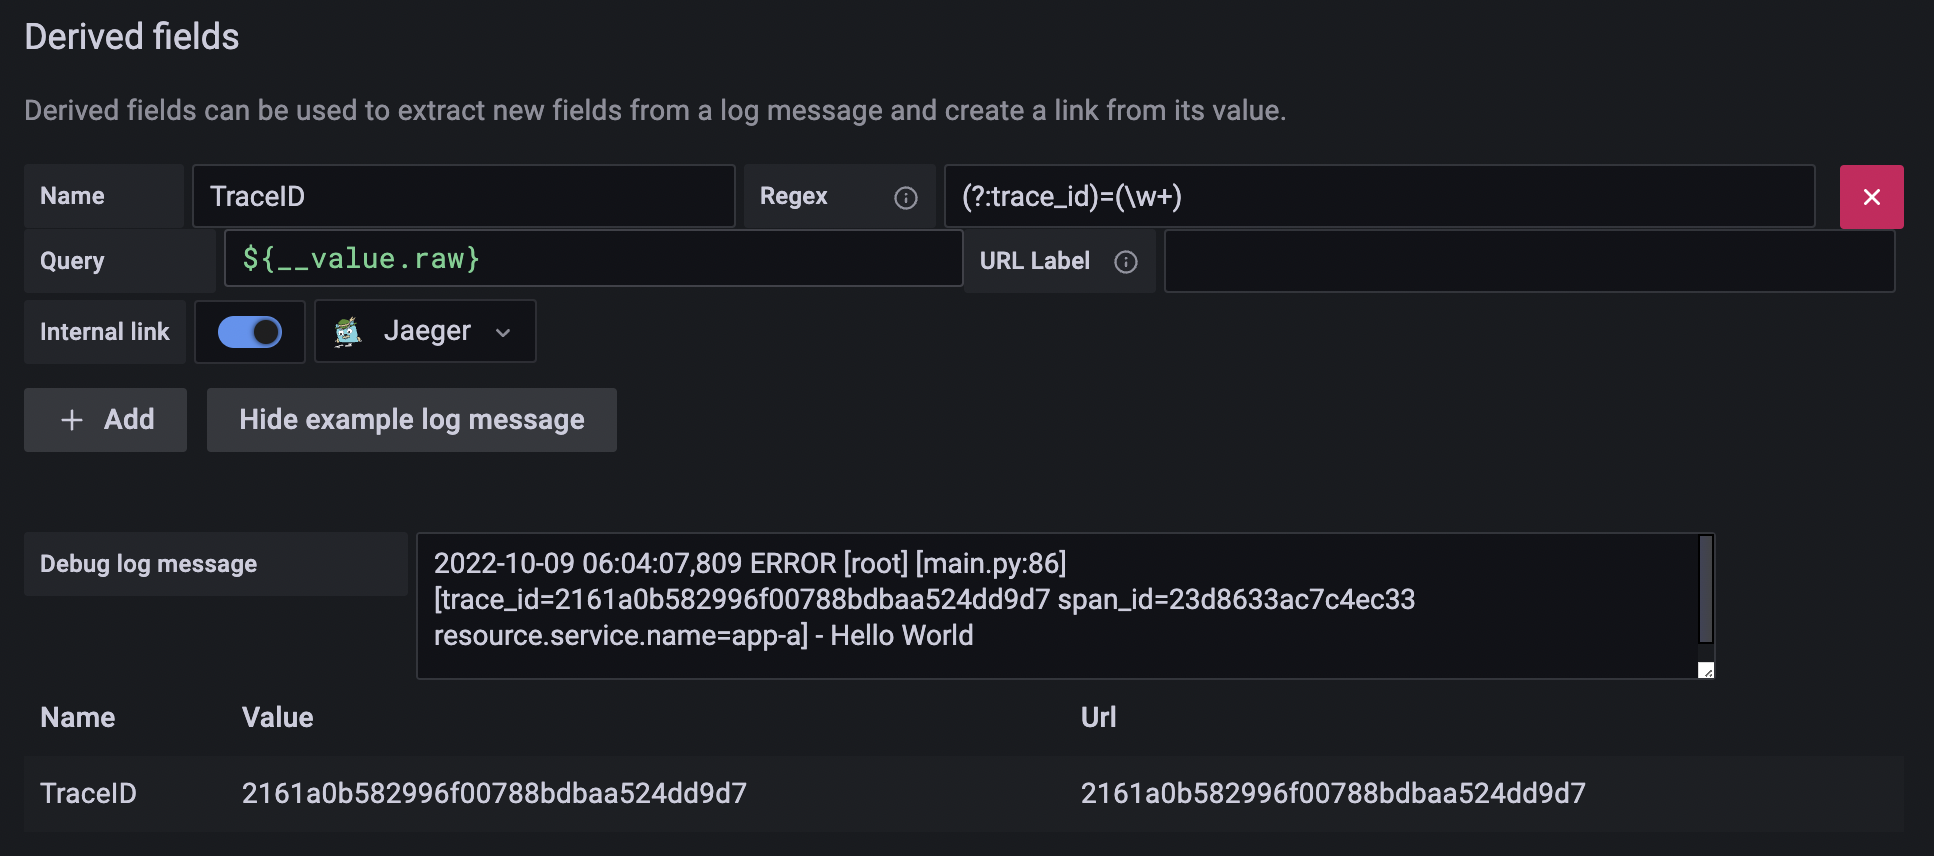 Derived fields
Derived fields can be used to extract new fields from a log message and create a link from its value.
Name TraceID Regex (?:trace_id)=(\w+)
Query ${__value.raw} URL Label
Internal link Jaeger
Add Hide example log message
Debug log message 2022-10-09 06:04:07,809 ERROR [root] [main.py:86]
[trace_id=2161a0b582996f00788bdbaa524dd9d7 span_id=23d8633ac7c4ec33
resource.service.name=app-a] - Hello World
Name Value Url
TraceID 2161a0b582996f00788bdbaa524dd9d7 2161a0b582996f00788bdbaa524dd9d7